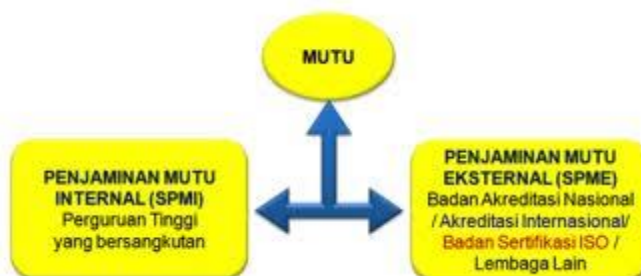 MUTU
PENJAMINAN MUTU
INTERNAL (SPMI)
Perguruan Tinggi
yang bersangkutan
PENJAMINAN MUTU
EKSTERNAL (SPME)
Badan Akreditasi Nasional
/ Akreditasi Internasional/
Badan Sertifikasi ISO /
Lembaga Lain